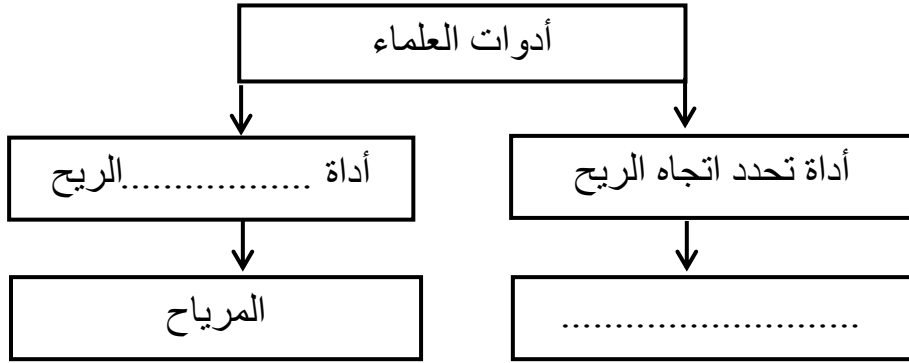 أدوات العلماء
أداة تحدد اتجاه الريح
أداة ..................الريح
............................
المرياح